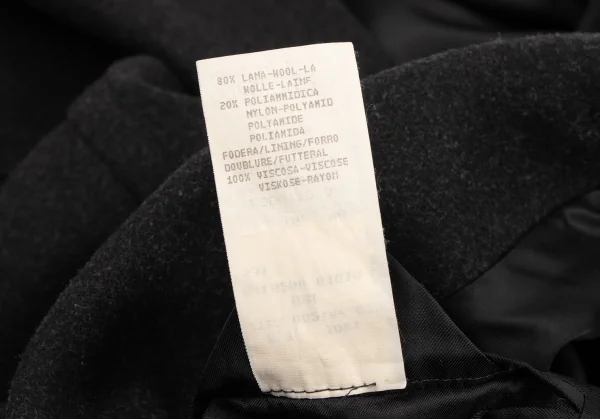 80% LANA-WOOL-LA
WOLLE-LAINE
20% POLIAMMIDICA
NYLON-POLYAMID
POLYAMIDE
POLIAMIDA
FODERA/LINING/FORRO
DOUBLURE/FUTTERAL
100% VISCOSA-VISCOSE
VISKOSE-RAYON